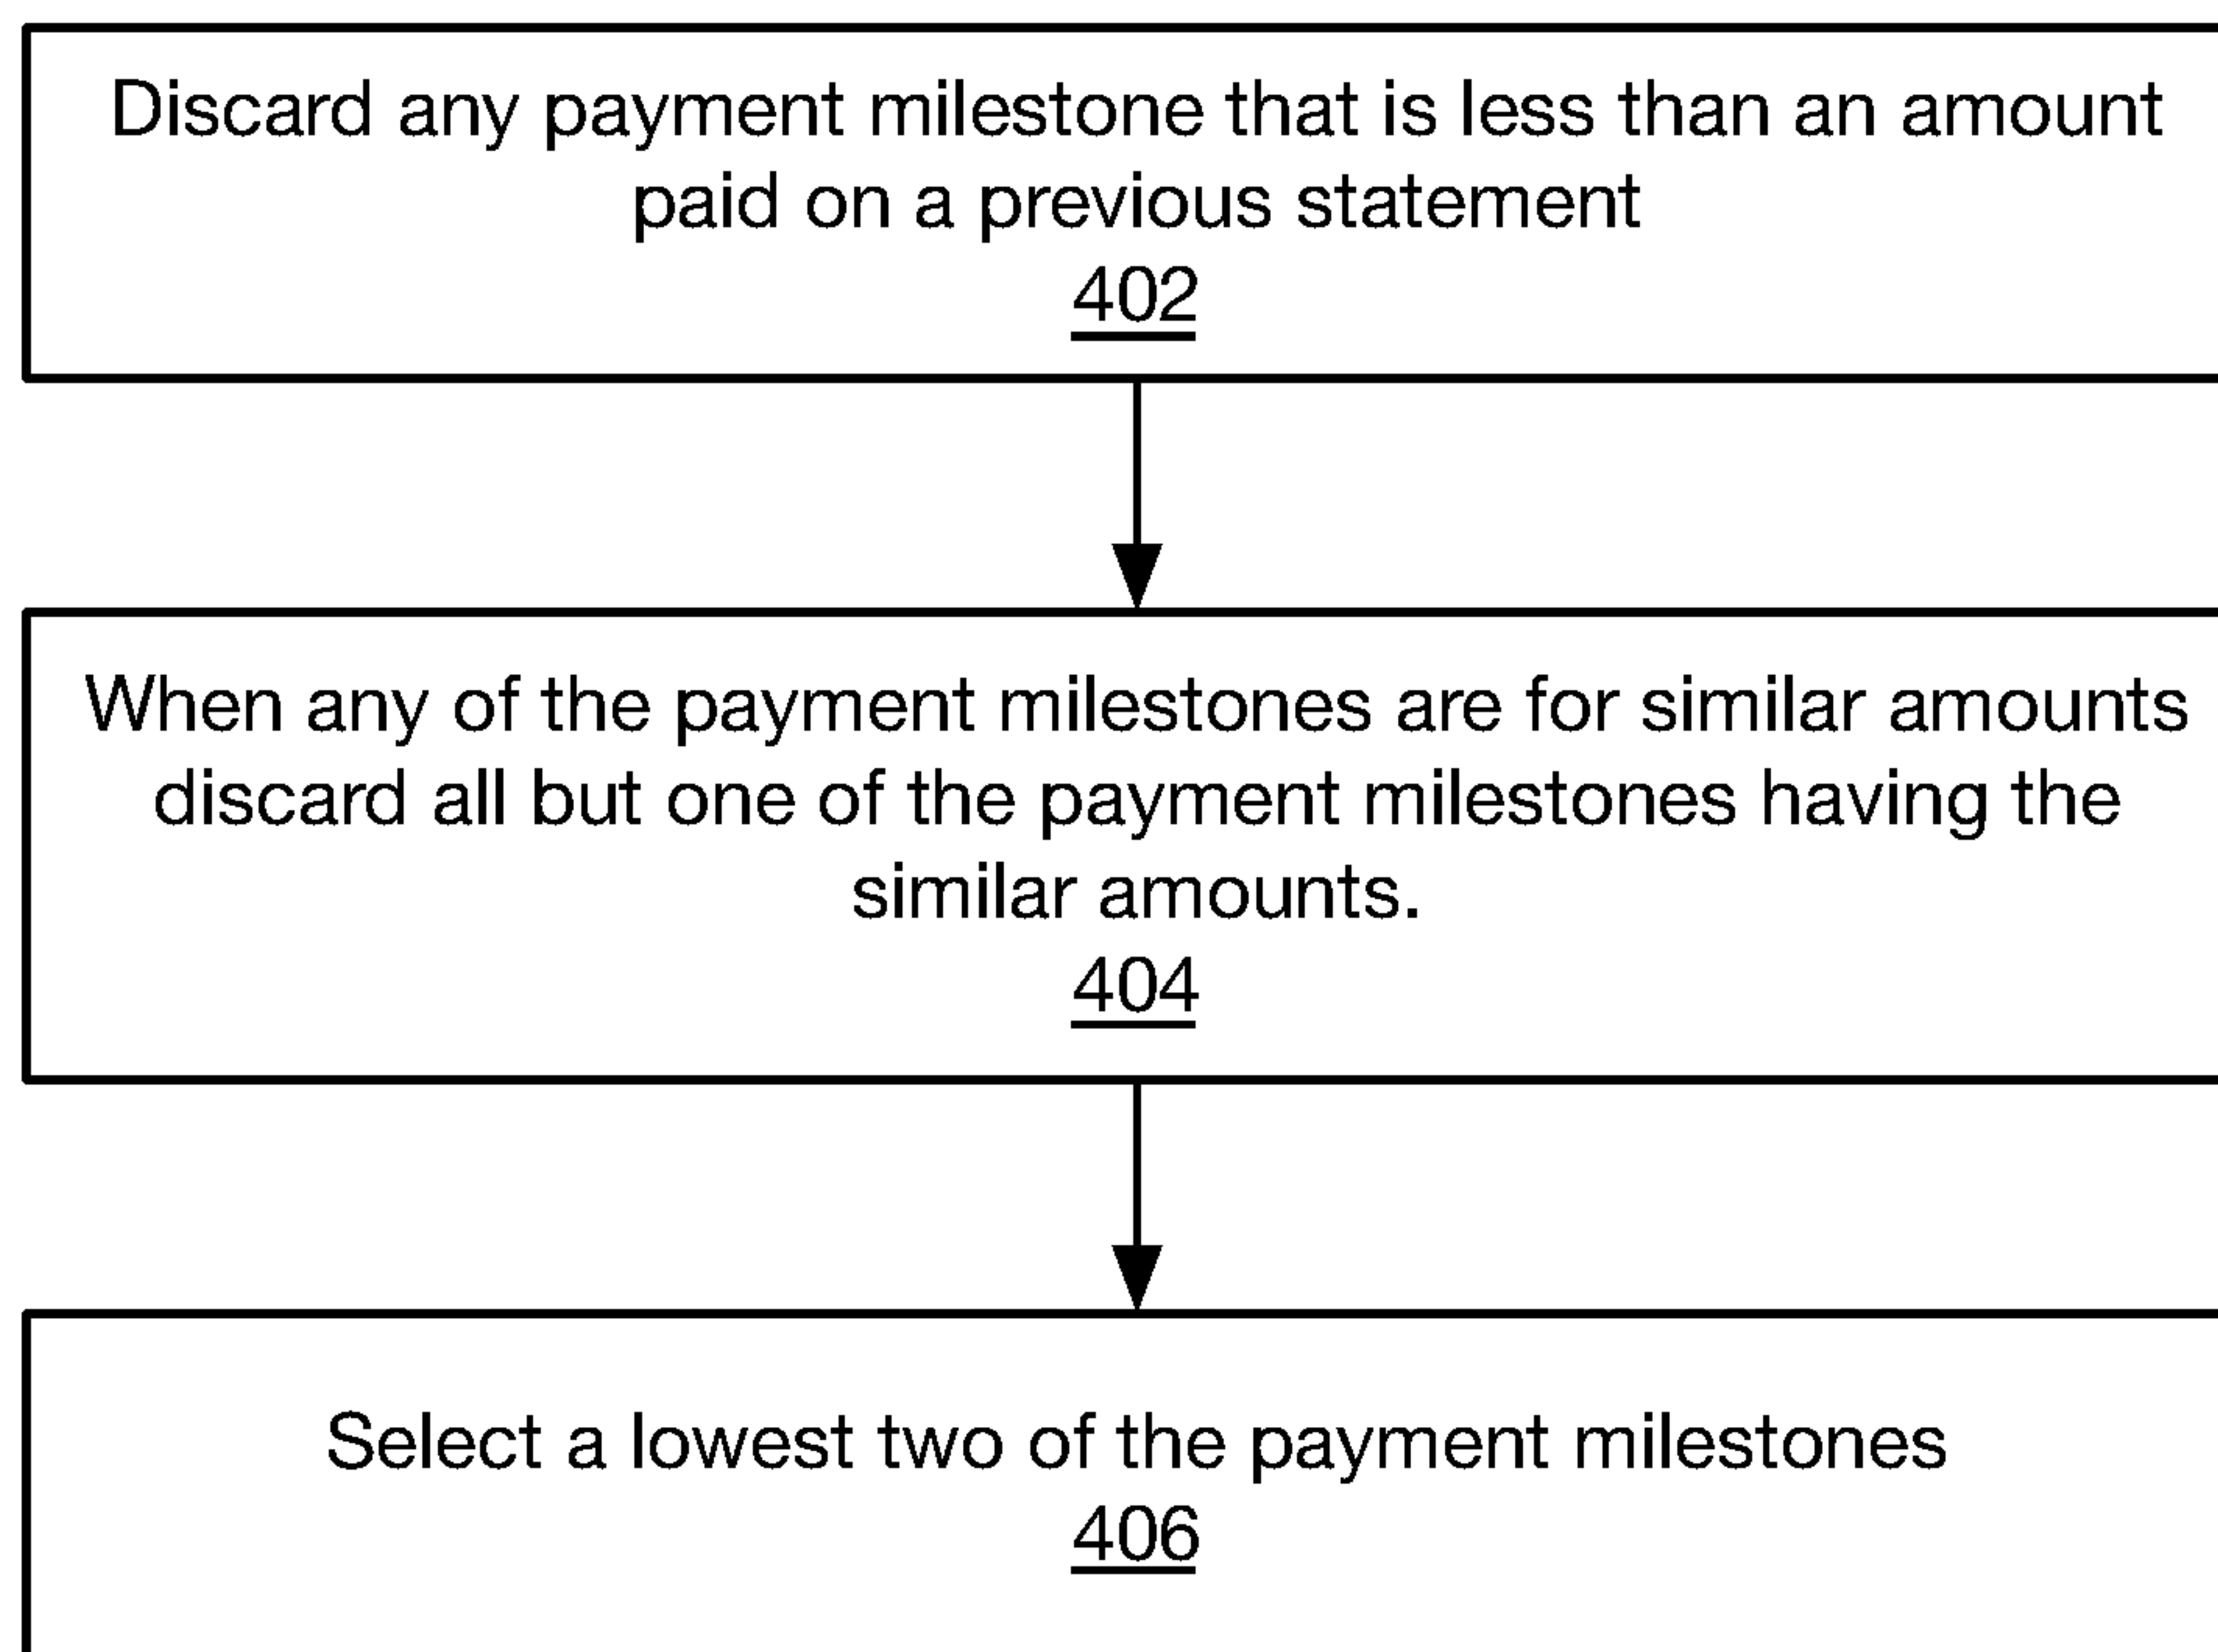 Discard any payment milestone that is less than an amount
paid on a previous statement
402
When any of the payment milestones are for similar amounts
discard all but one of the payment milestones having the
similar amounts.
404
Select a lowest two of the payment milestones
406